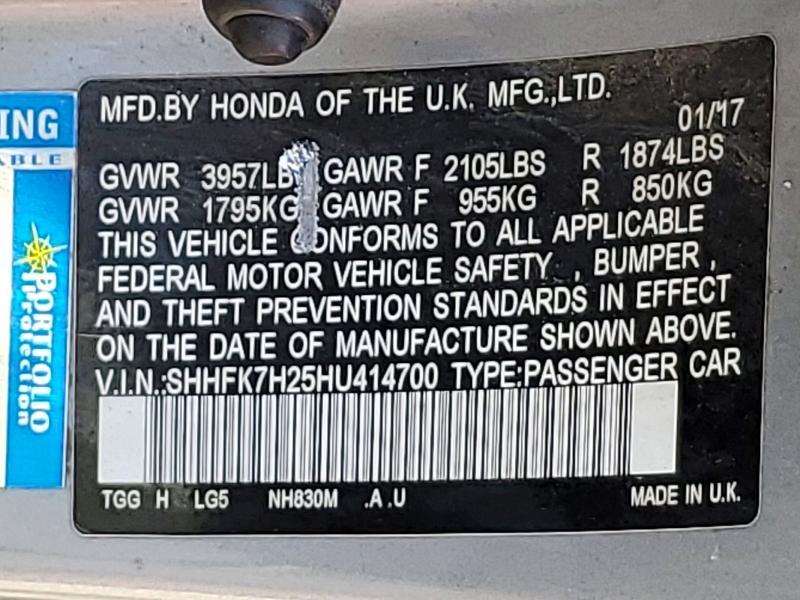 ING
ABLE
PORTFOLIO
Protection
MFD.BY HONDA OF THE U.K. MFG.,LTD.
01/17
GVWR 3957LB GAWR F 2105LBS R 1874LBS
GVWR 1795KG GAWR F 955KG R 850KG
THIS VEHICLE CONFORMS TO ALL APPLICABLE
FEDERAL MOTOR VEHICLE SAFETY , BUMPER ,
AND THEFT PREVENTION STANDARDS IN EFFECT
ON THE DATE OF MANUFACTURE SHOWN ABOVE.
V.I.N.:SHHFK7H25HU414700 TYPE:PASSENGER CAR
TGG H LG5 NH830M .A .U MADE IN U.K.